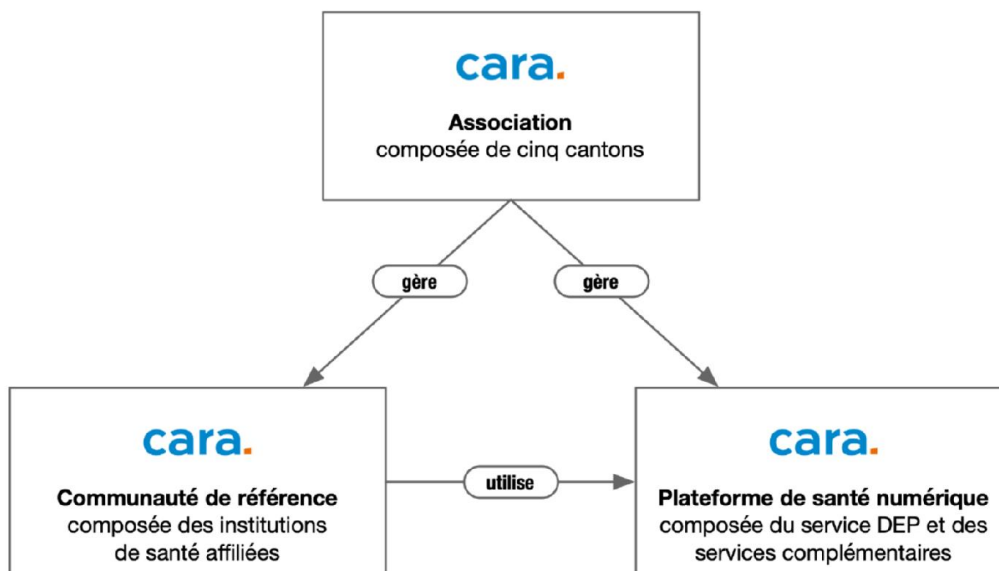 cara.
Association
composée de cinq cantons
gère
gère
cara.
Communauté de référence
composée des institutions
de santé affiliées
utilise
cara.
Plateforme de santé numérique
composée du service DEP et des
services complémentaires